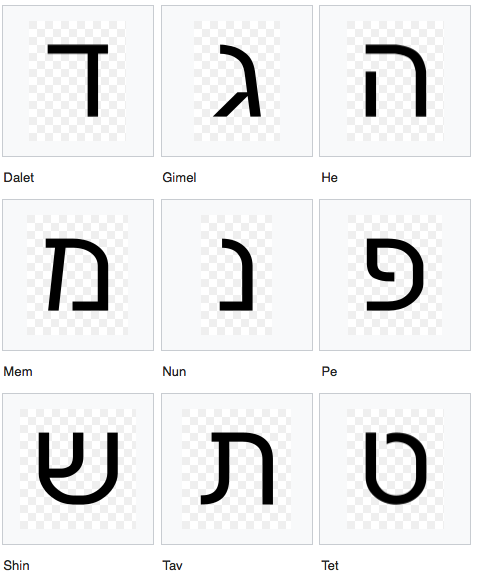 ד ג ה
Dalet Gimel He
מ נ פ
Mem Nun Pe
ש ת ט
Shin Tav Tet